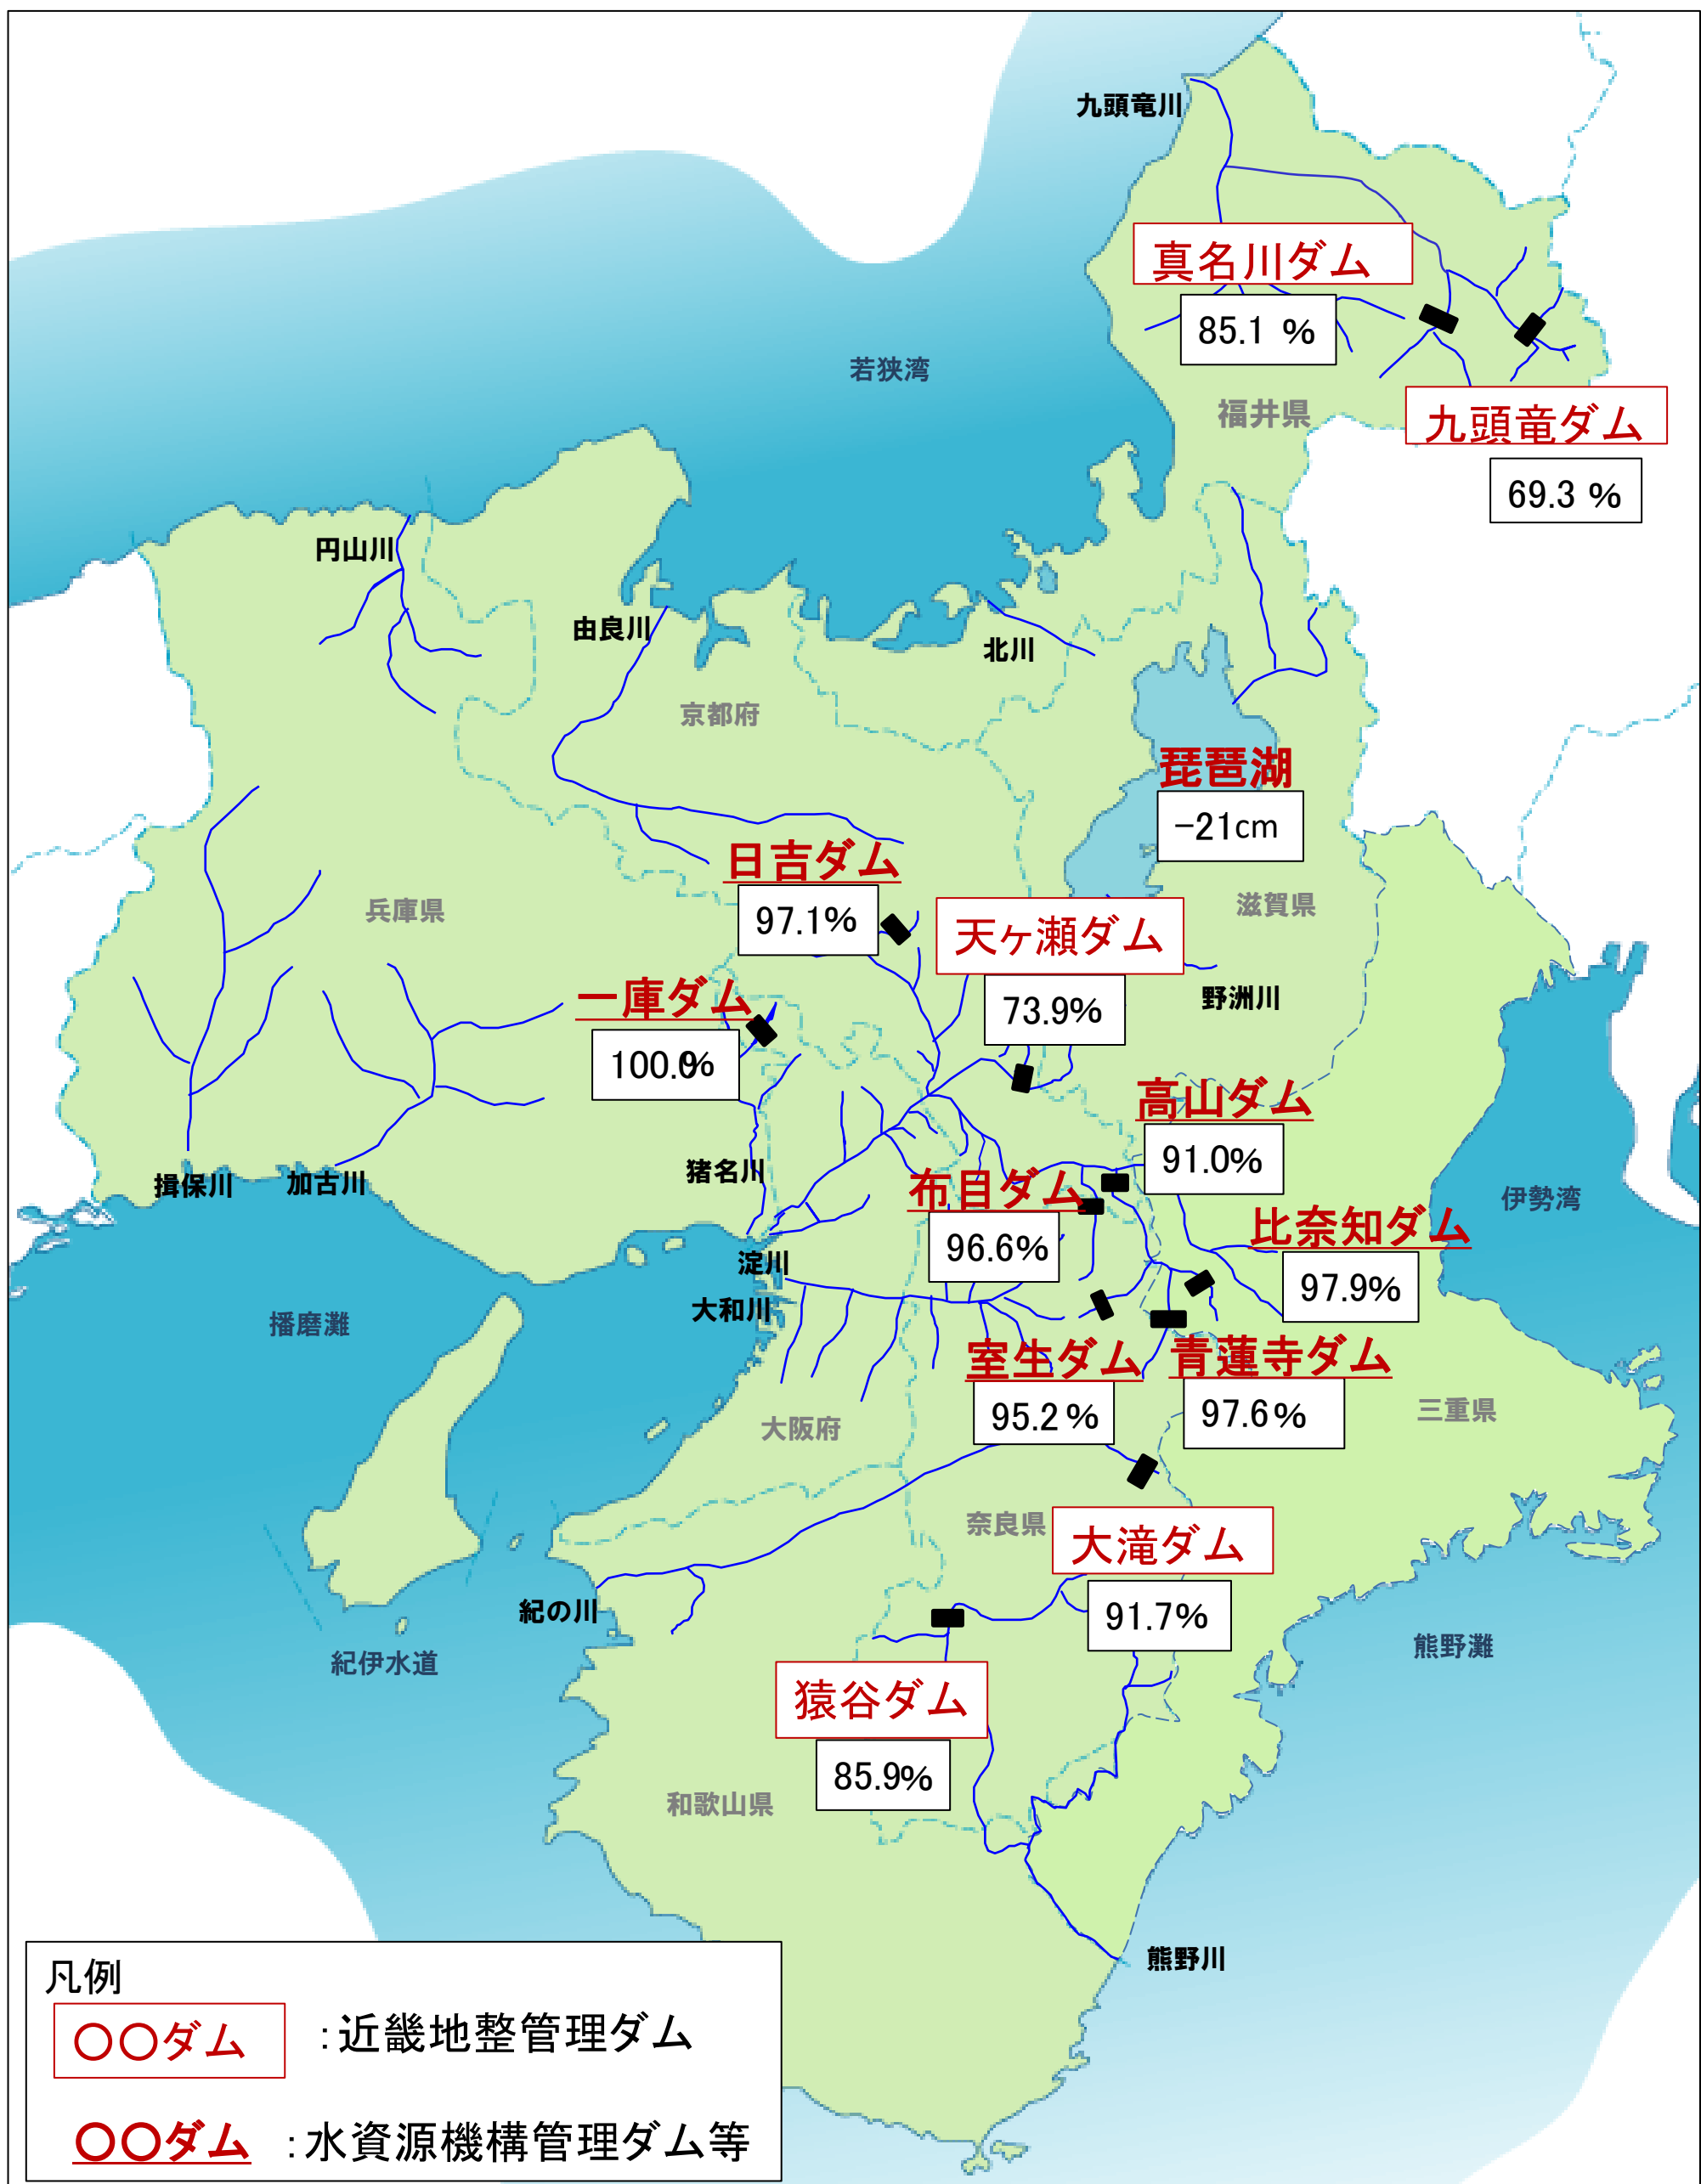 九頭竜川
真名川ダム
85.1 %
若狭湾
福井県
九頭竜ダム
69.3 %
円山川
由良川
北川
京都府
琵琶湖
-21cm
日吉ダム
97.1%
兵庫県
天ヶ瀬ダム
滋賀県
73.9%
野洲川
一庫ダム
100.0%
高山ダム
91.0%
猪名川
揖保川
加古川
布目ダム
96.6%
伊勢湾
比奈知ダム
97.9%
淀川
大和川
播磨灘
室生ダム
95.2 %
青蓮寺ダム
97.6 %
三重県
大阪府
奈良県
大滝ダム
91.7%
紀の川
紀伊水道
熊野灘
猿谷ダム
85.9%
和歌山県
熊野川
凡例
〇〇ダム :近畿地整管理ダム
〇〇ダム :水資源機構管理ダム等